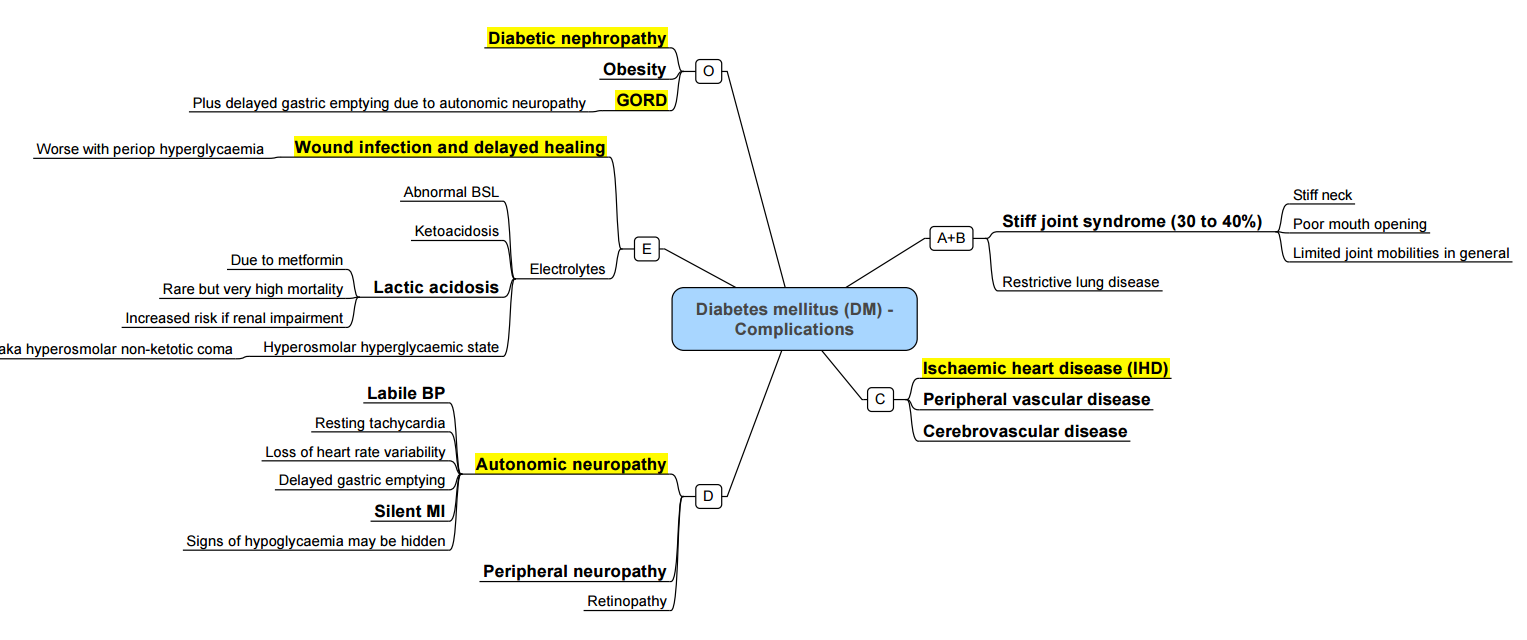 Diabetes mellitus (DM) -
Complications
A+B
Stiff joint syndrome (30 to 40%)
Stiff neck
Poor mouth opening
Limited joint mobilities in general
Restrictive lung disease
C
Ischaemic heart disease (IHD)
Peripheral vascular disease
Cerebrovascular disease
D
Autonomic neuropathy
Labile BP
Resting tachycardia
Loss of heart rate variability
Delayed gastric emptying
Silent MI
Signs of hypoglycaemia may be hidden
Peripheral neuropathy
Retinopathy
E
Wound infection and delayed healing
Worse with periop hyperglycaemia
Electrolytes
Abnormal BSL
Ketoacidosis
Lactic acidosis
Due to metformin
Rare but very high mortality
Increased risk if renal impairment
Hyperosmolar hyperglycaemic state
aka hyperosmolar non-ketotic coma
O
Diabetic nephropathy
Obesity
GORD
Plus delayed gastric emptying due to autonomic neuropathy